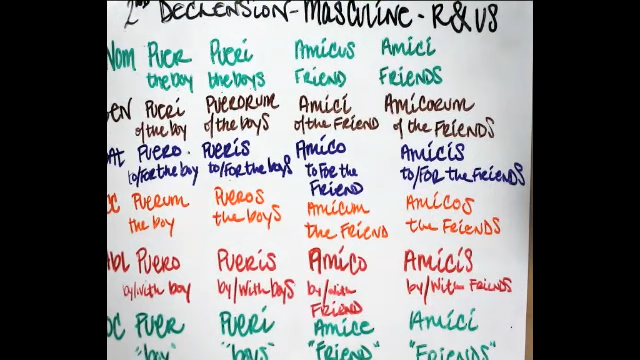 2nd Declension - Masculine - R & US
Nom Puer Pueri Amicus Amici
the boy the boys Friend Friends
EN Pueri Puerorum Amici Amicorum
of the boy of the boys of the Friend of the Friends
AT Puero Pueris Amico Amicis
to/For the boy to/For the boys to For the Friend to/For the Friends
CC Puerum Pueros Amicum Amicos
the boy the boys the Friend the Friends
Abl Puero Pueris Amico Amicis
by/with boy by/with boys by/with Friend by/with Friends
OC Puer Pueri Amice Amici
"boy" "boys" "Friend" "Friends"